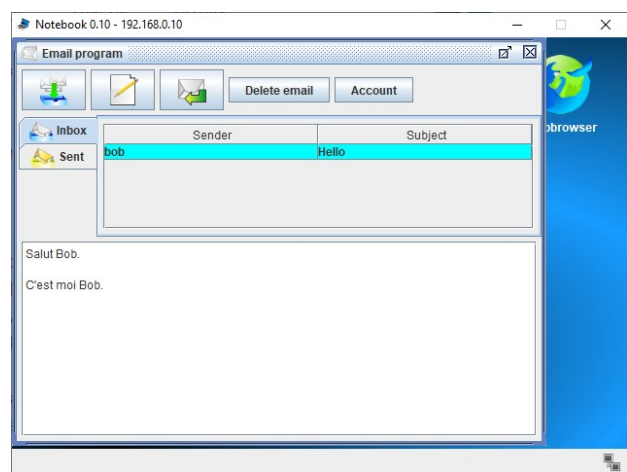 Notebook 0.10 - 192.168.0.10
Email program
Delete email
Account
Inbox
Sent
Sender
Subject
bob
Hello
Salut Bob.
C'est moi Bob.